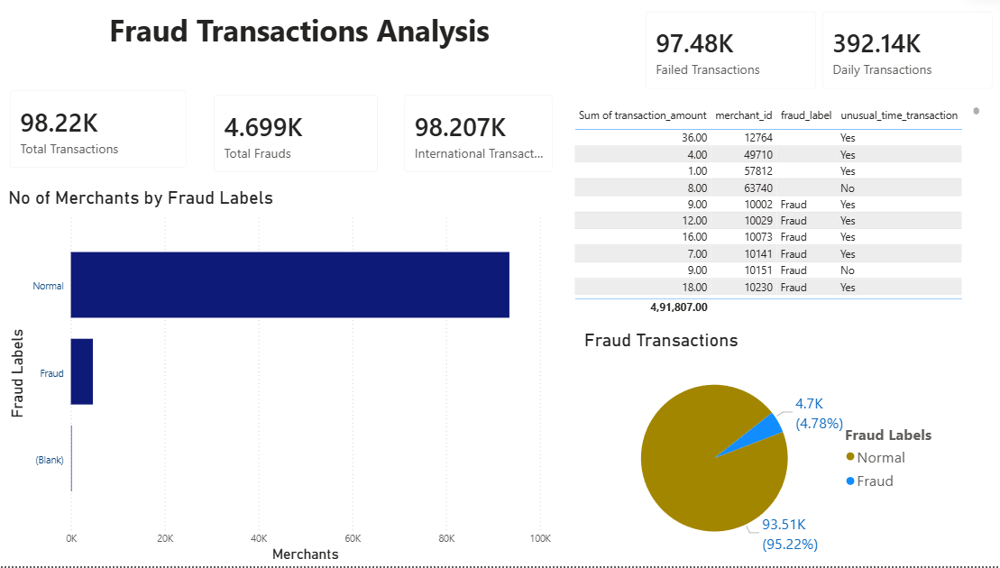 Fraud Transactions Analysis
97.48K
Failed Transactions
392.14K
Daily Transactions
98.22K
Total Transactions
4.699K
Total Frauds
98.207K
International Transact...
Sum of transaction_amount merchant_id fraud_label unusual_time_transaction
36.00 12764 Yes
4.00 49710 Yes
1.00 57812 Yes
8.00 63740 No
9.00 10002 Fraud Yes
12.00 10029 Fraud Yes
16.00 10073 Fraud Yes
7.00 10141 Fraud Yes
9.00 10151 Fraud No
18.00 10230 Fraud Yes
4,91,807.00
No of Merchants by Fraud Labels
Fraud Labels
Normal
Fraud
(Blank)
0K 20K 40K 60K 80K 100K
Merchants
Fraud Transactions
4.7K
(4.78%)
93.51K
(95.22%)
Fraud Labels
Normal
Fraud